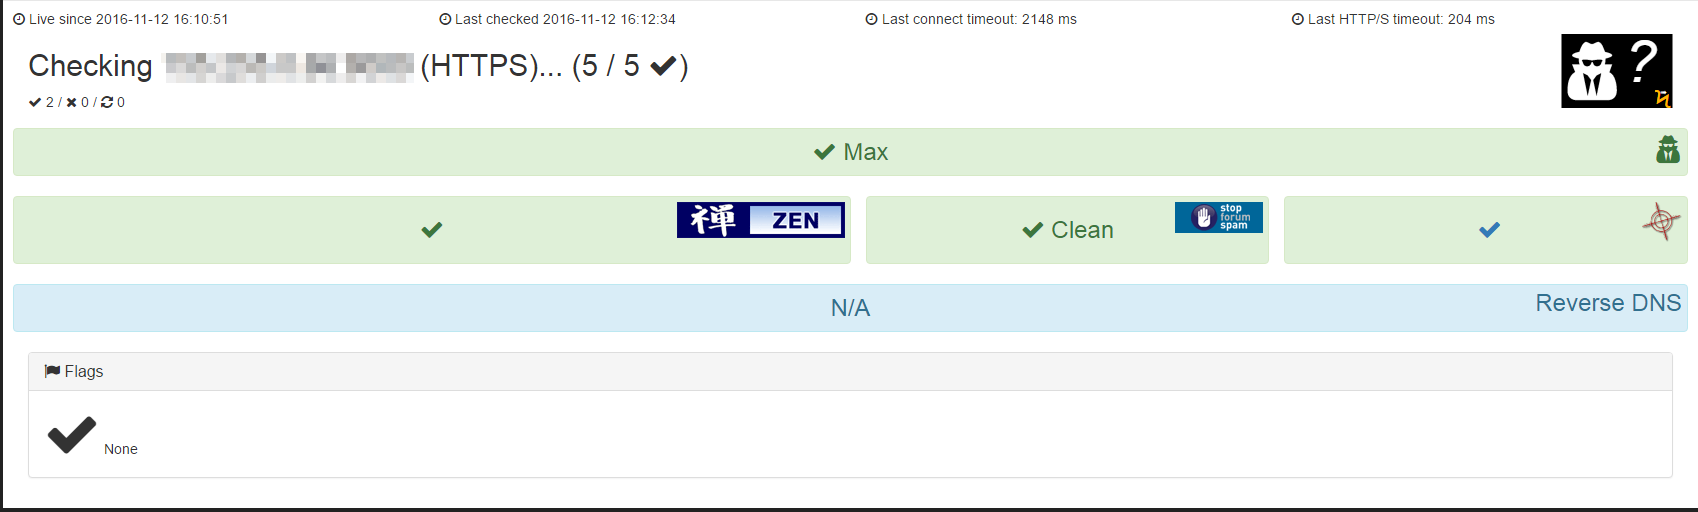 Live since 2016-11-12 16:10:51
Last checked 2016-11-12 16:12:34
Last connect timeout: 2148 ms
Last HTTP/S timeout: 204 ms
Checking (HTTPS)... (5 / 5 ✔)
?
✔ 2 / ✖ 0 / 0
✔ Max
✔
禅 ZEN
✔ Clean
stop
forum
spam
✔
N/A
Reverse DNS
Flags
✔ None